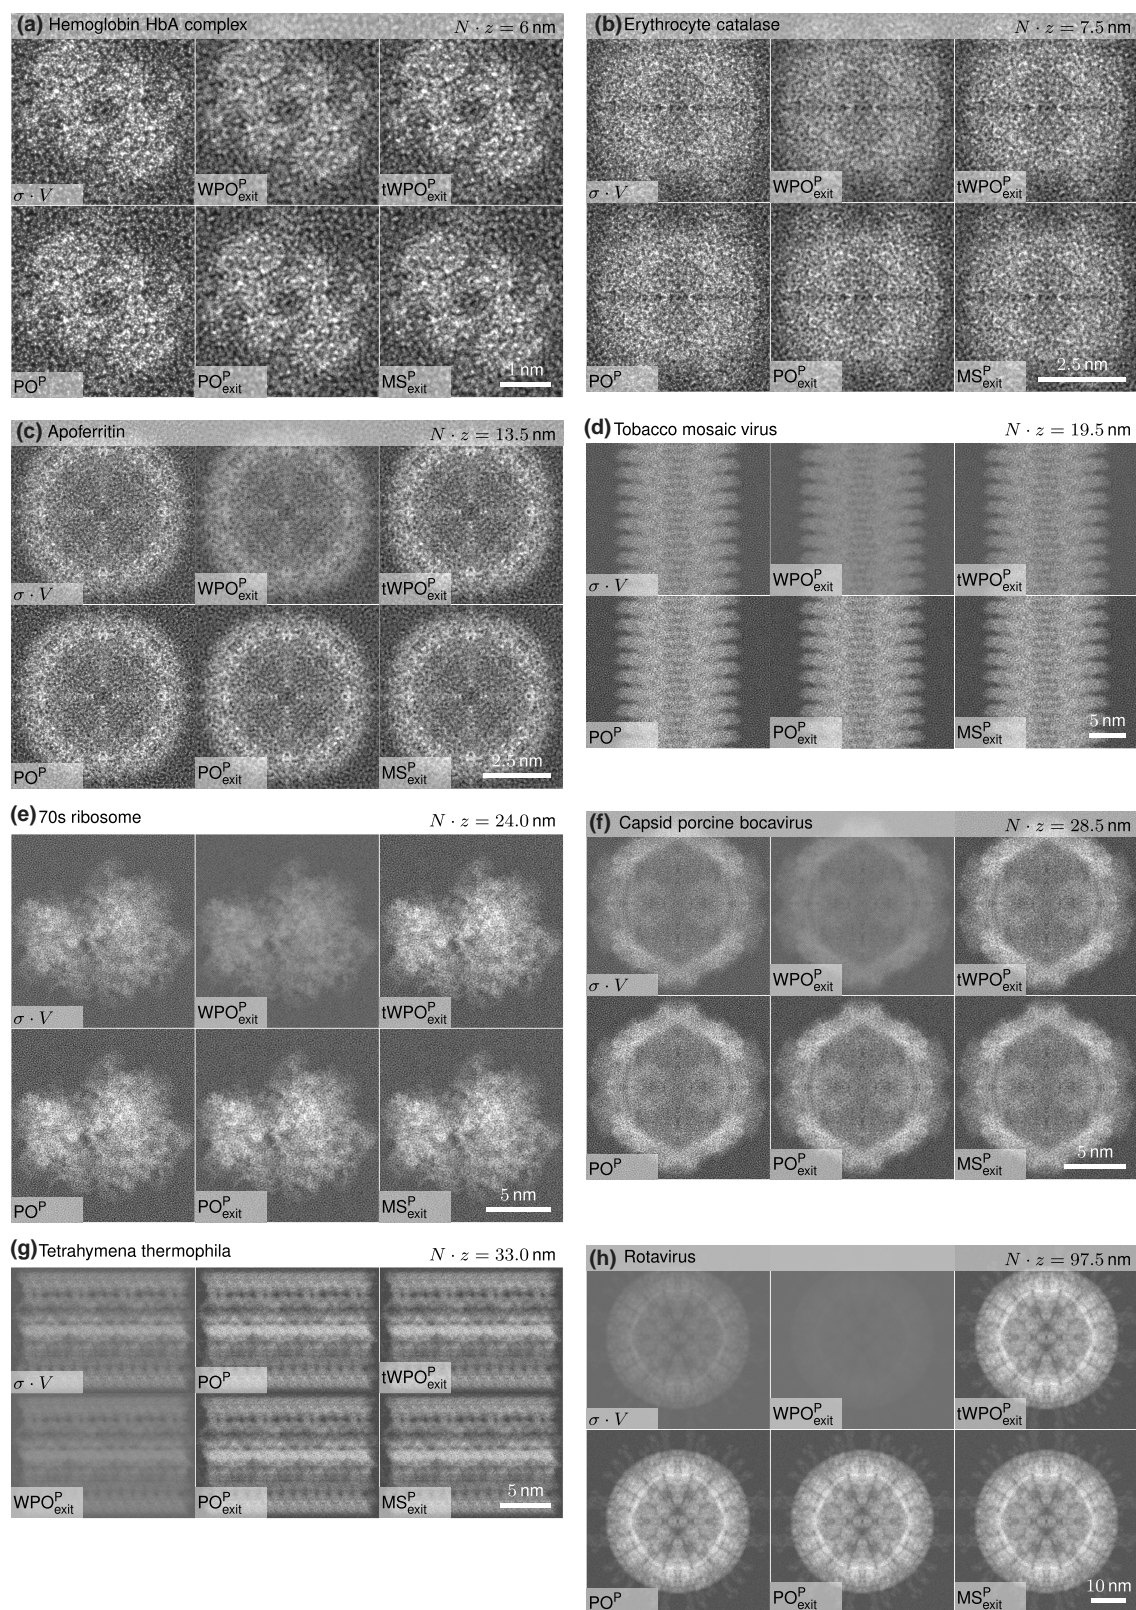 (a) Hemoglobin HbA complex N · z = 6 nm
σ · V WPO^P_exit tWPO^P_exit
PO^P PO^P_exit MS^P_exit 1 nm
(b) Erythrocyte catalase N · z = 7.5 nm
σ · V WPO^P_exit tWPO^P_exit
PO^P PO^P_exit MS^P_exit 2.5 nm
(c) Apoferritin N · z = 13.5 nm
σ · V WPO^P_exit tWPO^P_exit
PO^P PO^P_exit MS^P_exit 2.5 nm
(d) Tobacco mosaic virus N · z = 19.5 nm
σ · V WPO^P_exit tWPO^P_exit
PO^P PO^P_exit MS^P_exit 5 nm
(e) 70s ribosome N · z = 24.0 nm
σ · V WPO^P_exit tWPO^P_exit
PO^P PO^P_exit MS^P_exit 5 nm
(f) Capsid porcine bocavirus N · z = 28.5 nm
σ · V WPO^P_exit tWPO^P_exit
PO^P PO^P_exit MS^P_exit 5 nm
(g) Tetrahymena thermophila N · z = 33.0 nm
σ · V PO^P tWPO^P_exit
WPO^P_exit PO^P_exit MS^P_exit 5 nm
(h) Rotavirus N · z = 97.5 nm
σ · V WPO^P_exit tWPO^P_exit
PO^P PO^P_exit MS^P_exit 10 nm